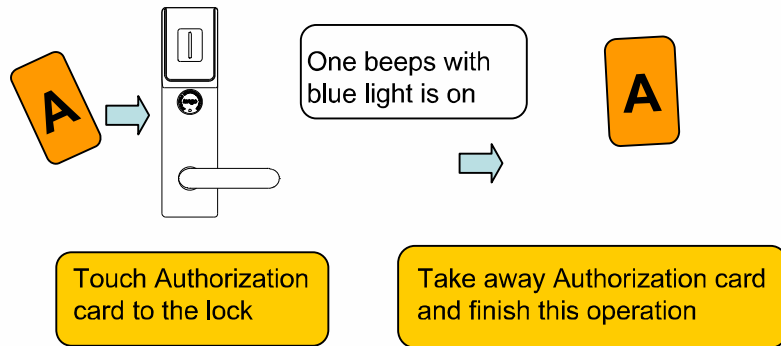 A
One beeps with
blue light is on
A
Touch Authorization
card to the lock
Take away Authorization card
and finish this operation